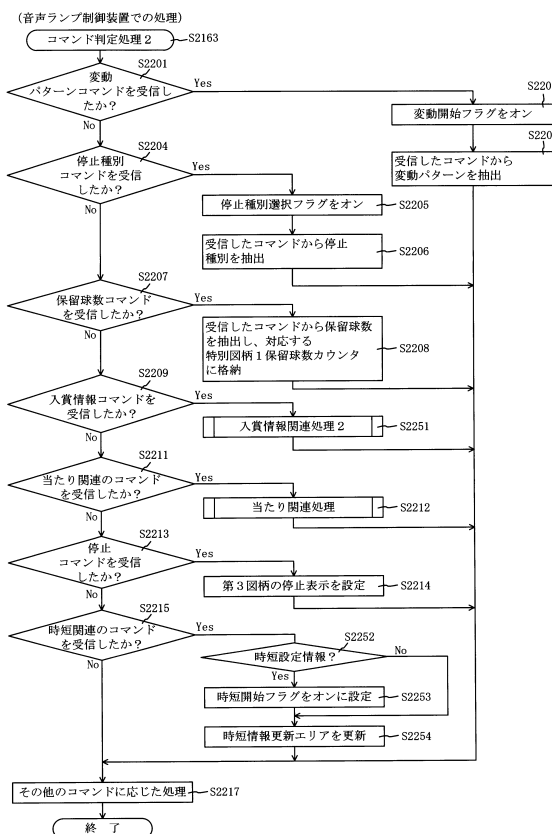 (音声ランプ制御装置での処理)
コマンド判定処理2
S2163
S2201
変動
パターンコマンドを受信し
たか?
Yes
No
S220
変動開始フラグをオン
S220
受信したコマンドから
変動パターンを抽出
S2204
停止種別
コマンドを受信
したか?
Yes
No
停止種別選択フラグをオン
S2205
受信したコマンドから停止
種別を抽出
S2206
S2207
保留球数コマンド
を受信したか?
Yes
No
受信したコマンドから保留球数
を抽出し、対応する
特別図柄1保留球数カウンタ
に格納
S2208
S2209
入賞情報コマンドを
受信したか?
Yes
No
入賞情報関連処理2
S2251
S2211
当たり関連のコマンド
を受信したか?
Yes
No
当たり関連処理
S2212
S2213
停止
コマンドを受信
したか?
Yes
No
第3図柄の停止表示を設定
S2214
S2215
時短関連のコマンド
を受信したか?
Yes
No
S2252
時短設定情報?
No
Yes
時短開始フラグをオンに設定
S2253
時短情報更新エリアを更新
S2254
その他のコマンドに応じた処理
S2217
終 了